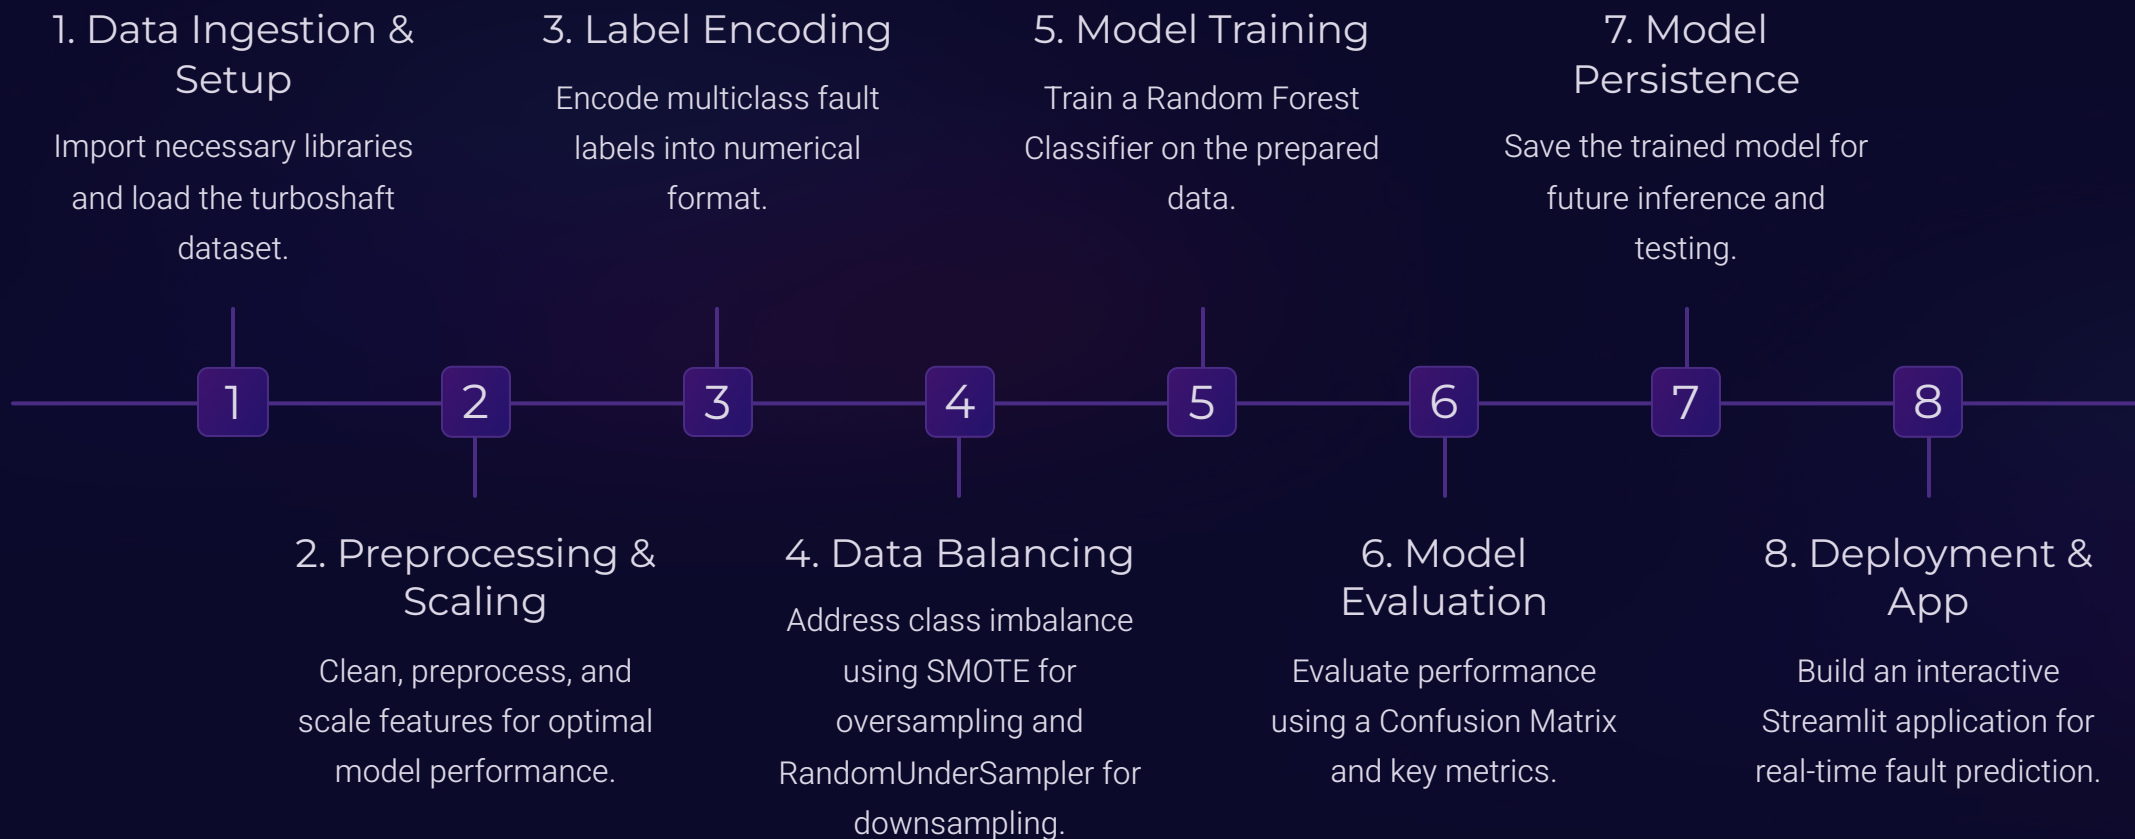 1. Data Ingestion &
Setup
Import necessary libraries
and load the turboshaft
dataset.
3. Label Encoding
Encode multiclass fault
labels into numerical
format.
5. Model Training
Train a Random Forest
Classifier on the prepared
data.
7. Model
Persistence
Save the trained model for
future inference and
testing.
1
2
3
4
5
6
7
8
2. Preprocessing &
Scaling
Clean, preprocess, and
scale features for optimal
model performance.
4. Data Balancing
Address class imbalance
using SMOTE for
oversampling and
RandomUnderSampler for
downsampling.
6. Model
Evaluation
Evaluate performance
using a Confusion Matrix
and key metrics.
8. Deployment &
App
Build an interactive
Streamlit application for
real-time fault prediction.